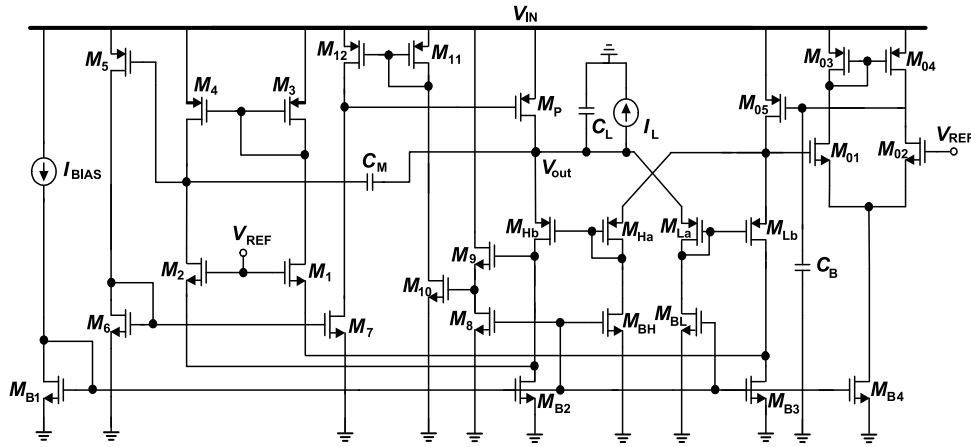 V_IN
M_5
M_4
M_3
M_12
M_11
M_P
C_L
I_L
M_05
M_03
M_04
M_01
M_02
V_REF
I_BIAS
C_M
V_out
V_REF
M_2
M_1
M_9
M_10
M_Hb
M_Ha
M_La
M_Lb
C_B
M_6
M_7
M_8
M_BH
M_BL
M_B1
M_B2
M_B3
M_B4